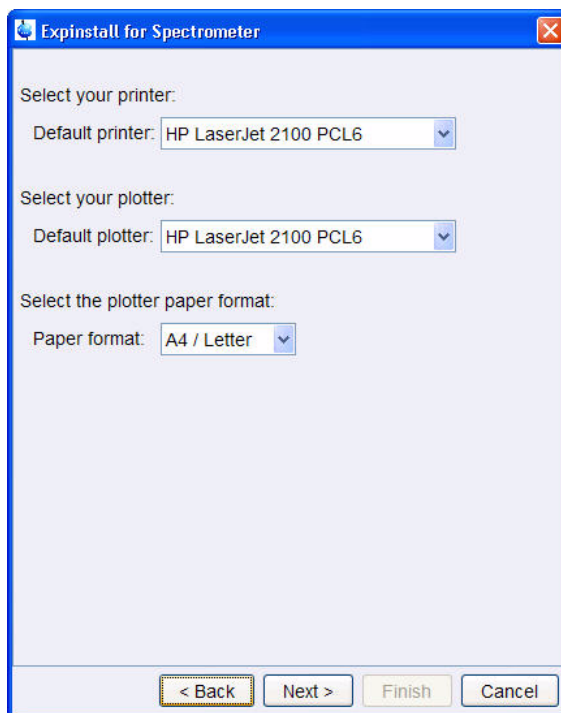 Expinstall for Spectrometer
Select your printer:
Default printer: HP LaserJet 2100 PCL6
Select your plotter:
Default plotter: HP LaserJet 2100 PCL6
Select the plotter paper format:
Paper format: A4 / Letter
< Back Next > Finish Cancel